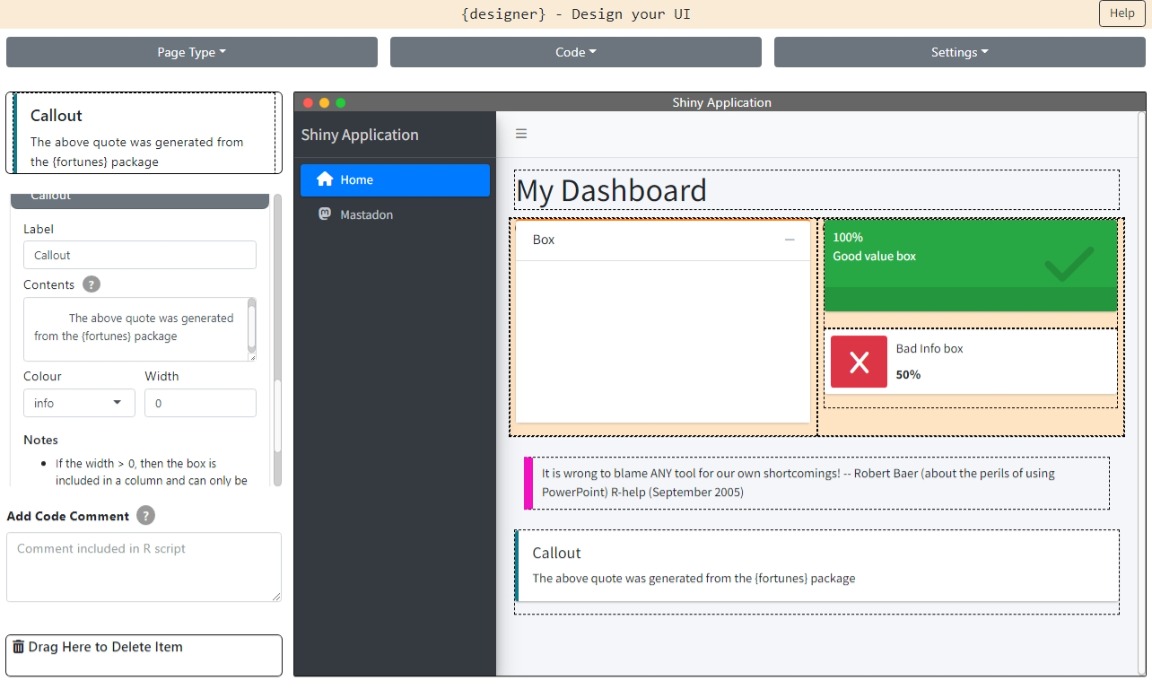 {designer} - Design your UI
Help
Page Type
Code
Settings
Callout
The above quote was generated from
the {fortunes} package
Callout
Label
Callout
Contents ?
The above quote was generated
from the {fortunes} package
Colour
Width
info
0
Notes
If the width > 0, then the box is
included in a column and can only be
Add Code Comment ?
Comment included in R script
Drag Here to Delete Item
Shiny Application
Shiny Application
Home
Mastadon
My Dashboard
Box
100%
Good value box
Bad Info box
50%
It is wrong to blame ANY tool for our own shortcomings! -- Robert Baer (about the perils of using
PowerPoint) R-help (September 2005)
Callout
The above quote was generated from the {fortunes} package